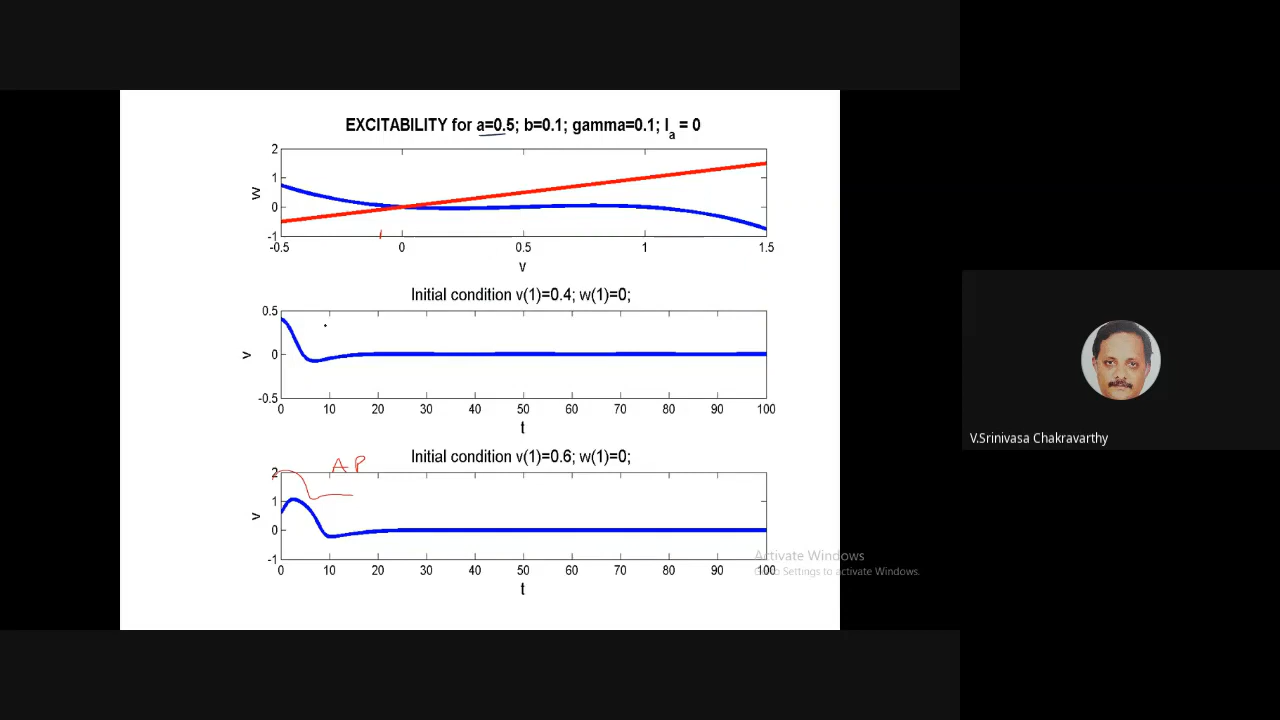 EXCITABILITY for a=0.5; b=0.1; gamma=0.1; Ia = 0
2
1
0
-1
w
-0.5 0 0.5 1 1.5
v
Initial condition v(1)=0.4; w(1)=0;
0.5
0
-0.5
v
0 10 20 30 40 50 60 70 80 90 100
t
V.Srinivasa Chakravarthy
Initial condition v(1)=0.6; w(1)=0;
AP
2
1
0
-1
v
0 10 20 30 40 50 60 70 80 90 100
t
Activate Windows
Go to Settings to activate Windows.